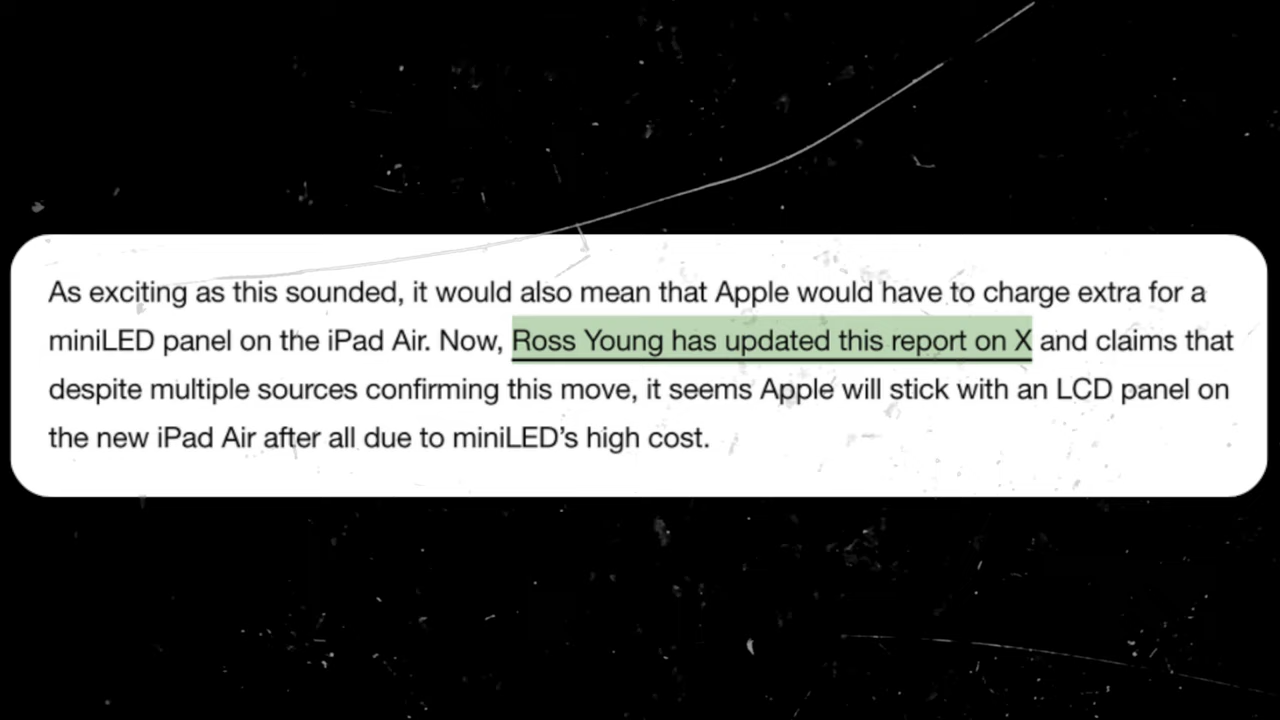 As exciting as this sounded, it would also mean that Apple would have to charge extra for a
miniLED panel on the iPad Air. Now, Ross Young has updated this report on X and claims that
despite multiple sources confirming this move, it seems Apple will stick with an LCD panel on
the new iPad Air after all due to miniLED’s high cost.